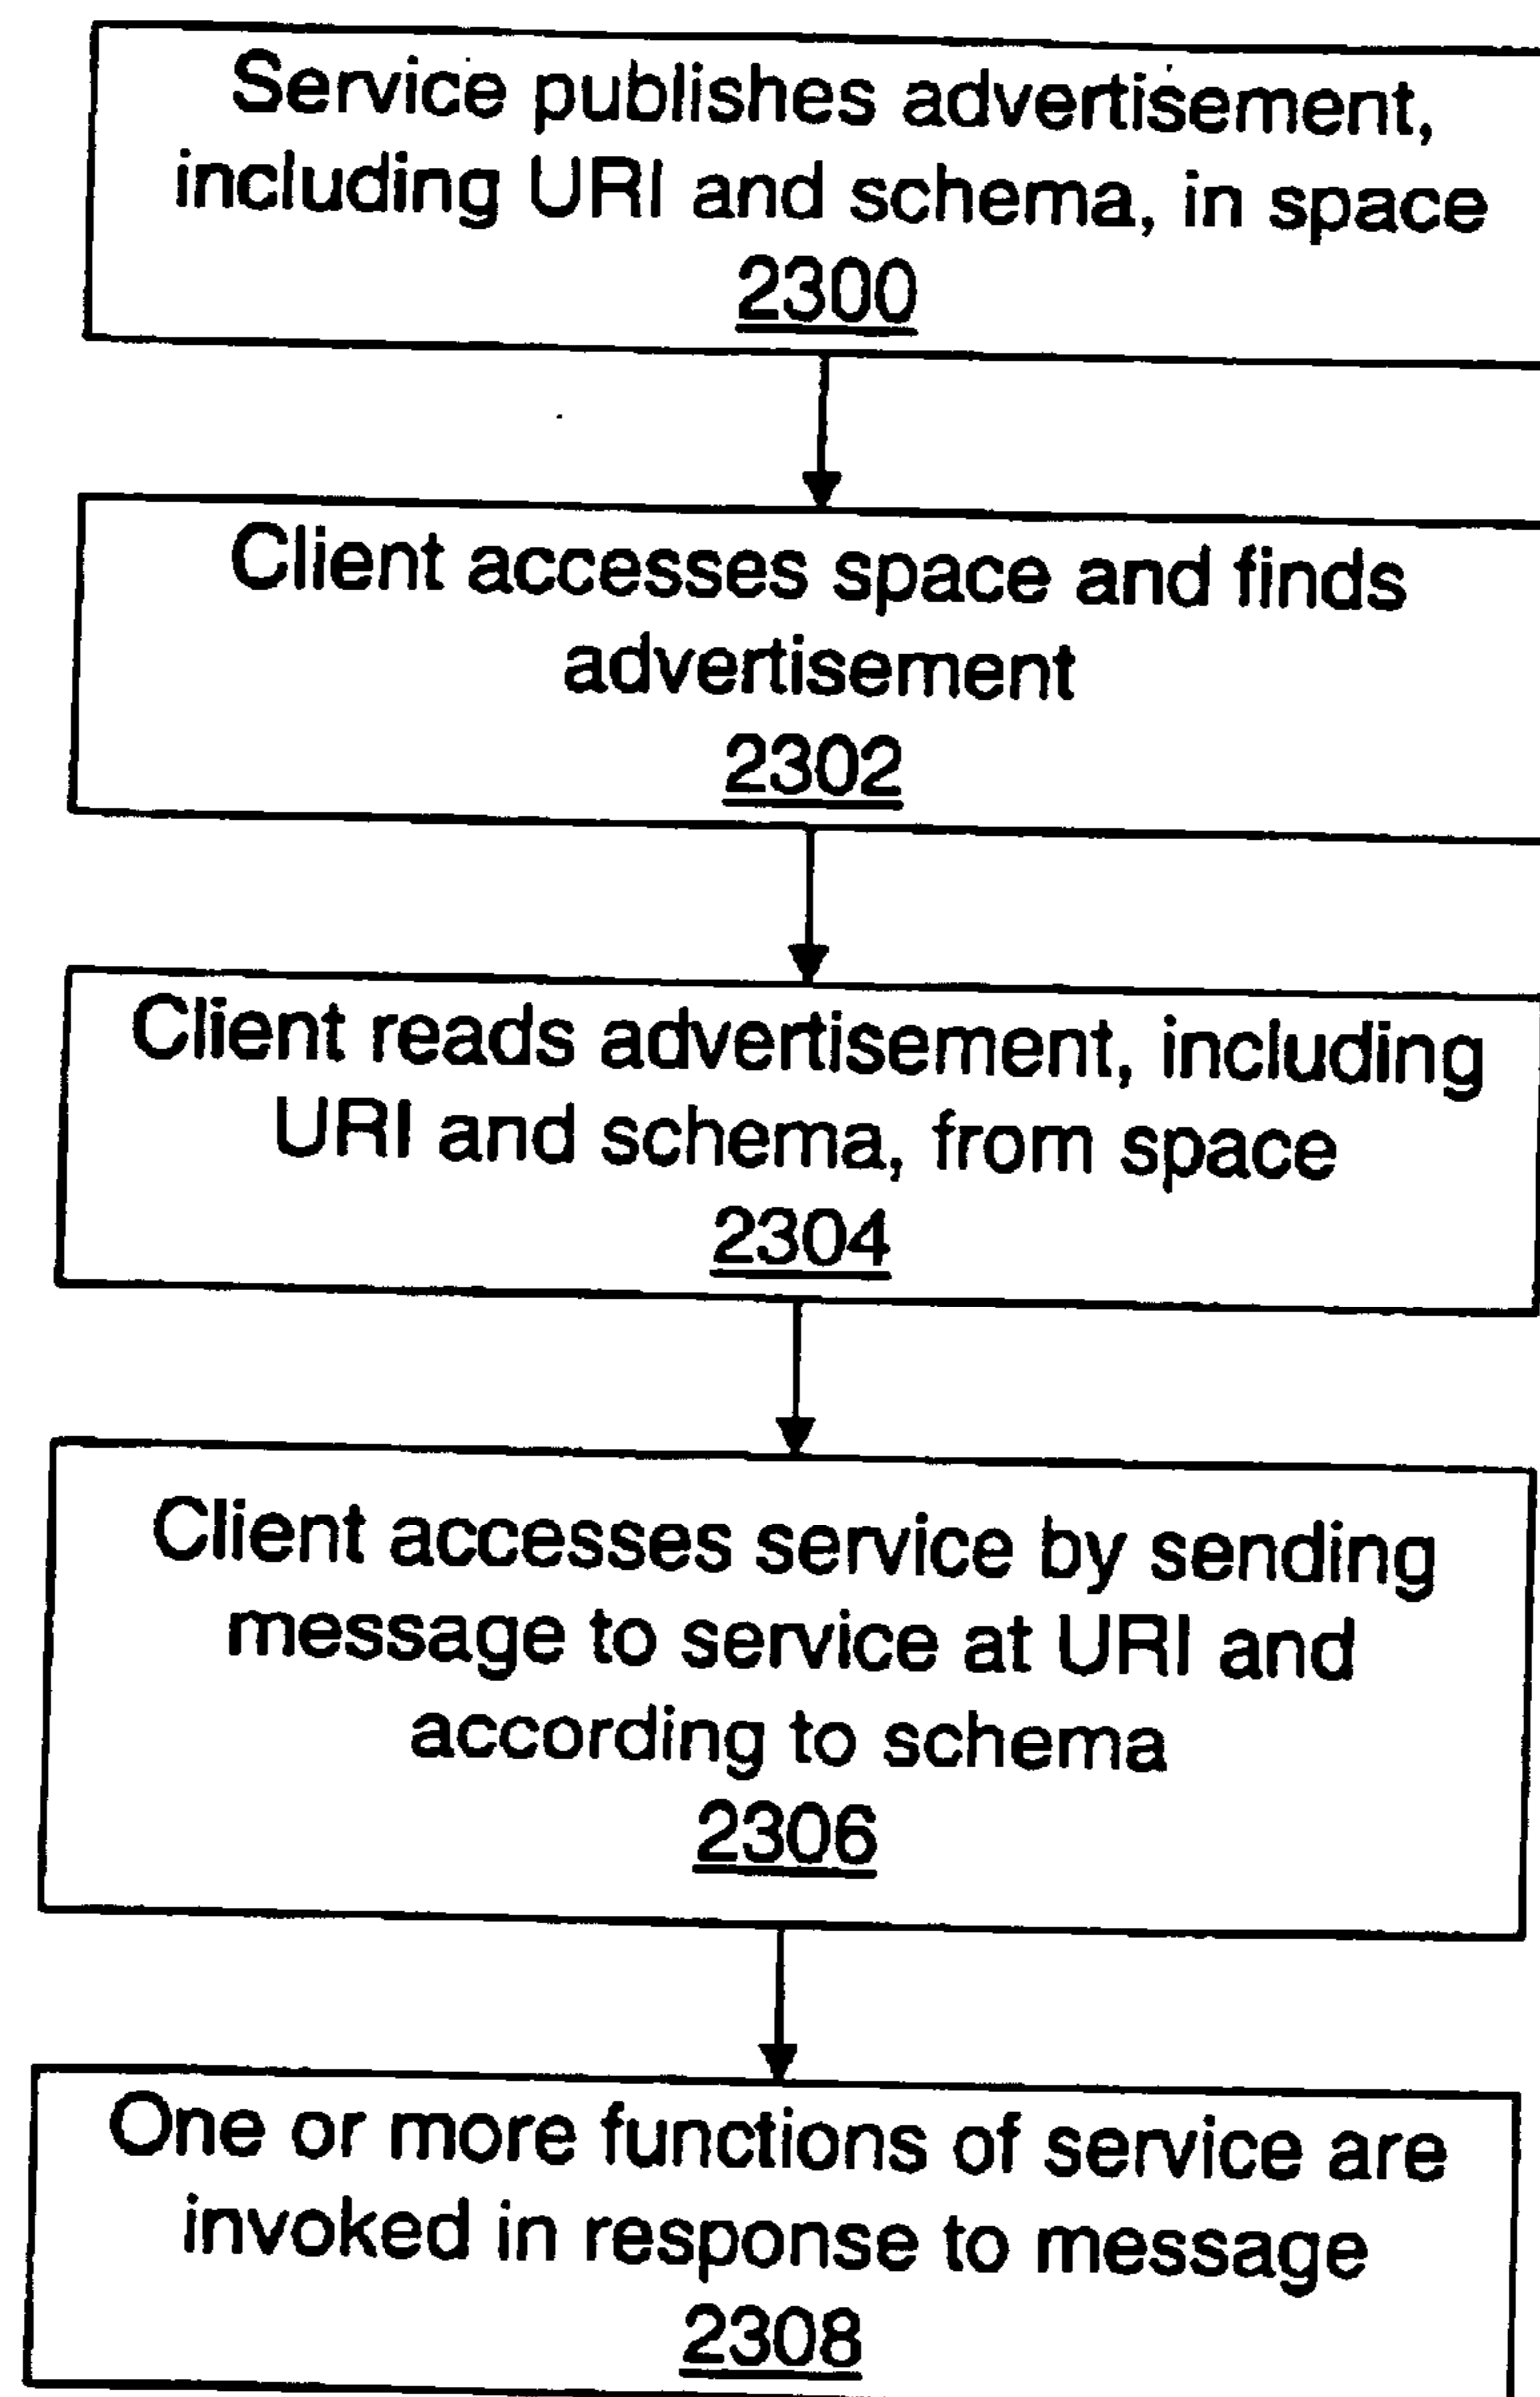 Service publishes advertisement,
including URI and schema, in space
2300
Client accesses space and finds
advertisement
2302
Client reads advertisement, including
URI and schema, from space
2304
Client accesses service by sending
message to service at URI and
according to schema
2306
One or more functions of service are
invoked in response to message
2308